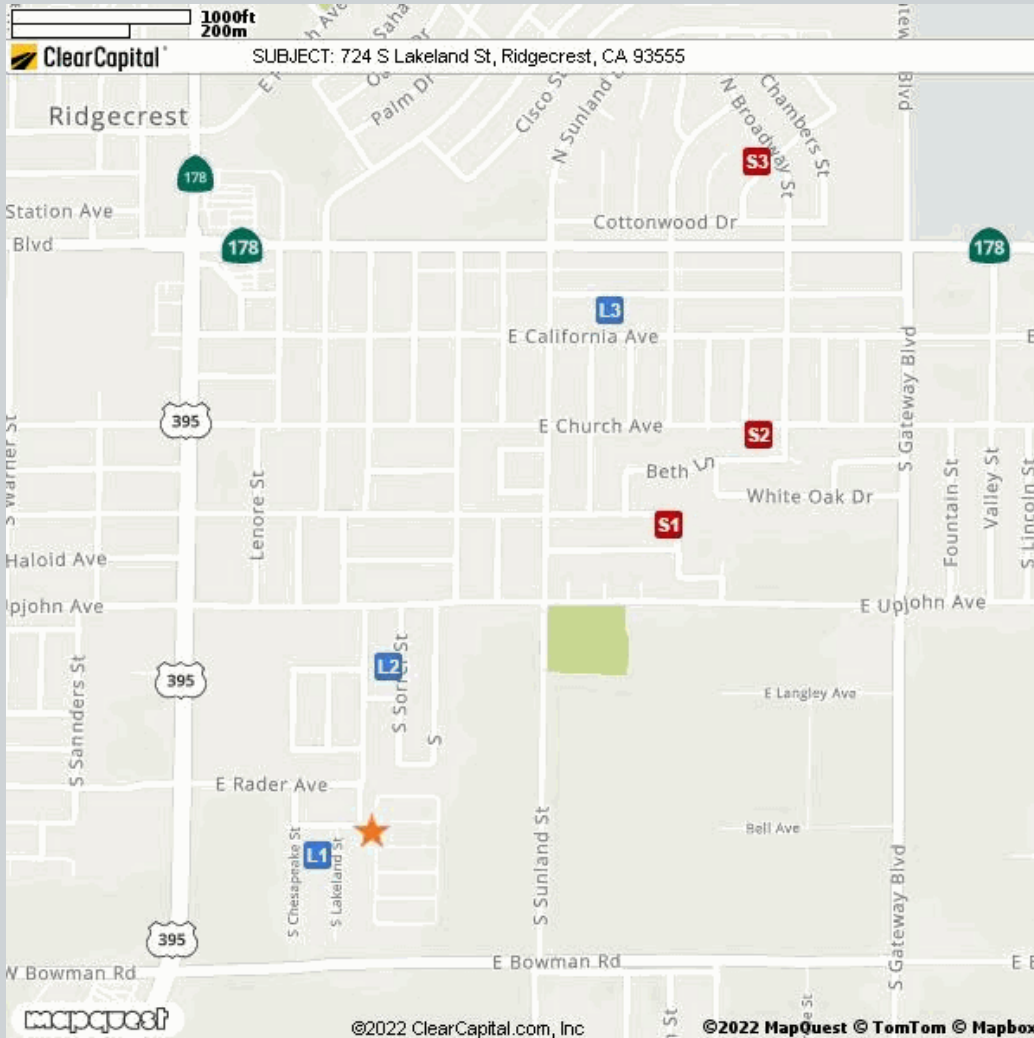 1000ft
200m
ClearCapital
SUBJECT: 724 S Lakeland St, Ridgecrest, CA 93555
Ridgecrest
Palm Dr
Cisco St
N Sunland
N Broadway St
Chambers St
Blvd
178
S3
Station Ave
Cottonwood Dr
Blvd
178
178
L3
E California Ave
S Gateway Blvd
395
E Church Ave
S2
S Warner St
Lenore St
Beth
White Oak Dr
Fountain St
Valley St
S Lincoln St
S1
Haloid Ave
Upjohn Ave
E Upjohn Ave
L2
S Sorrel St
S
395
S Sannders St
E Langley Ave
E Rader Ave
Bell Ave
L1
S Chesapeake St
S Lakeland St
S Sunland St
S Gateway Blvd
395
W Bowman Rd
E Bowman Rd
mapquest
©2022 ClearCapital.com, Inc
©2022 MapQuest © TomTom © Mapbox